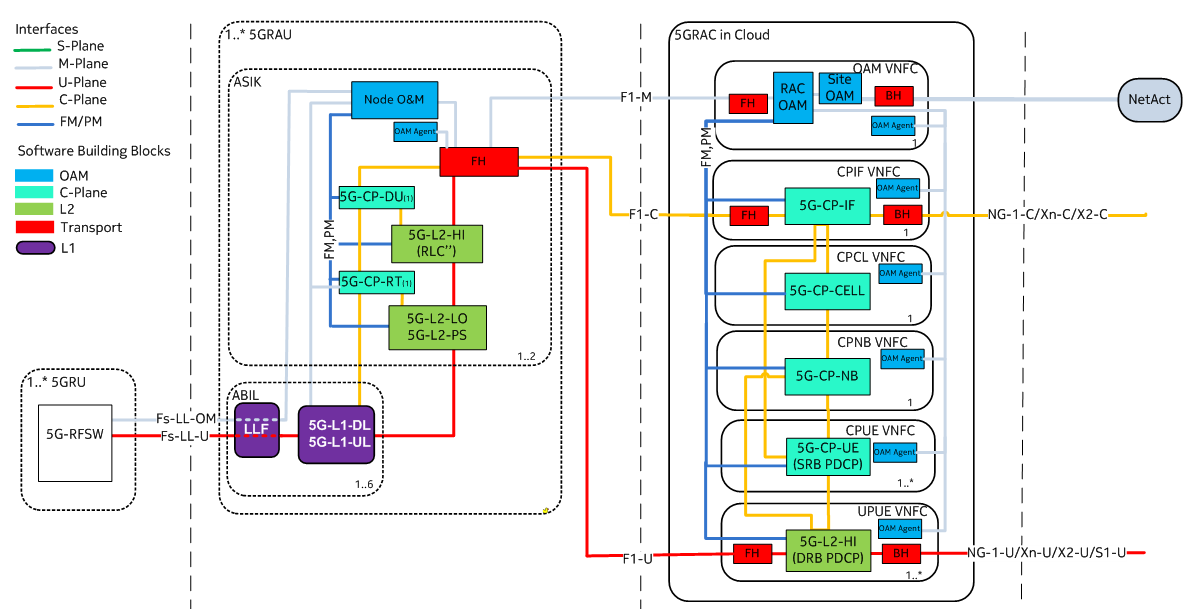 Interfaces
S-Plane
M-Plane
U-Plane
C-Plane
FM/PM
Software Building Blocks
OAM
C-Plane
L2
Transport
L1
1..* 5GRU
5G-RFSW
Fs-LL-OM
Fs-LL-U
1..* 5GRAU
ASIK
Node O&M
OAM Agent
FH
5G-CP-DU(1)
FM,PM
5G-L2-HI
(RLC’’)
5G-CP-RT(1)
5G-L2-LO
5G-L2-PS
1..2
ABIL
LLF
5G-L1-DL
5G-L1-UL
1..6
F1-M
F1-C
F1-U
5GRAC in Cloud
OAM VNFC
FH
RAC
OAM
Site
OAM
BH
OAM Agent
1
FM,PM
CPIF VNFC
OAM Agent
FH
5G-CP-IF
BH
1
CPCL VNFC
OAM Agent
5G-CP-CELL
1
CPNB VNFC
OAM Agent
5G-CP-NB
1
CPUE VNFC
5G-CP-UE
(SRB PDCP)
OAM Agent
1..*
UPUE VNFC
OAM Agent
FH
5G-L2-HI
(DRB PDCP)
BH
1..*
NetAct
NG-1-C/Xn-C/X2-C
NG-1-U/Xn-U/X2-U/S1-U